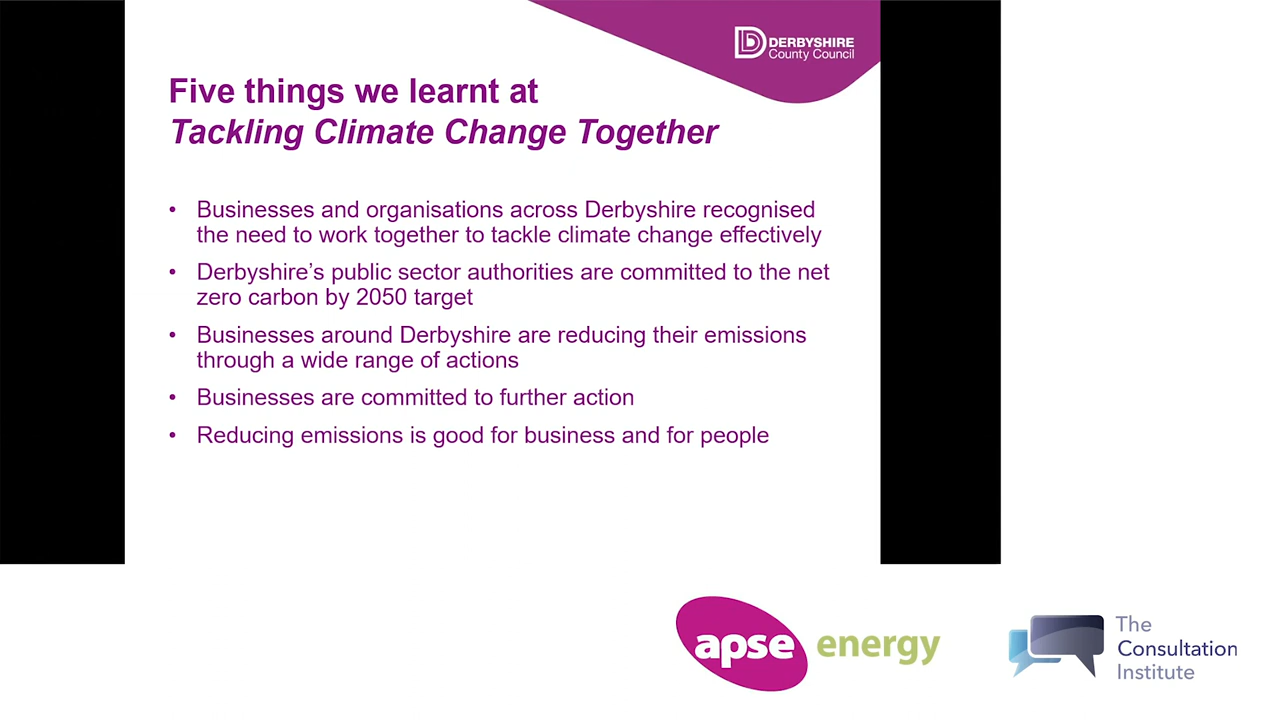 DERBYSHIRE
County Council
Five things we learnt at
Tackling Climate Change Together
• Businesses and organisations across Derbyshire recognised
the need to work together to tackle climate change effectively
• Derbyshire’s public sector authorities are committed to the net
zero carbon by 2050 target
• Businesses around Derbyshire are reducing their emissions
through a wide range of actions
• Businesses are committed to further action
• Reducing emissions is good for business and for people
apse energy
The
Consultation
Institute